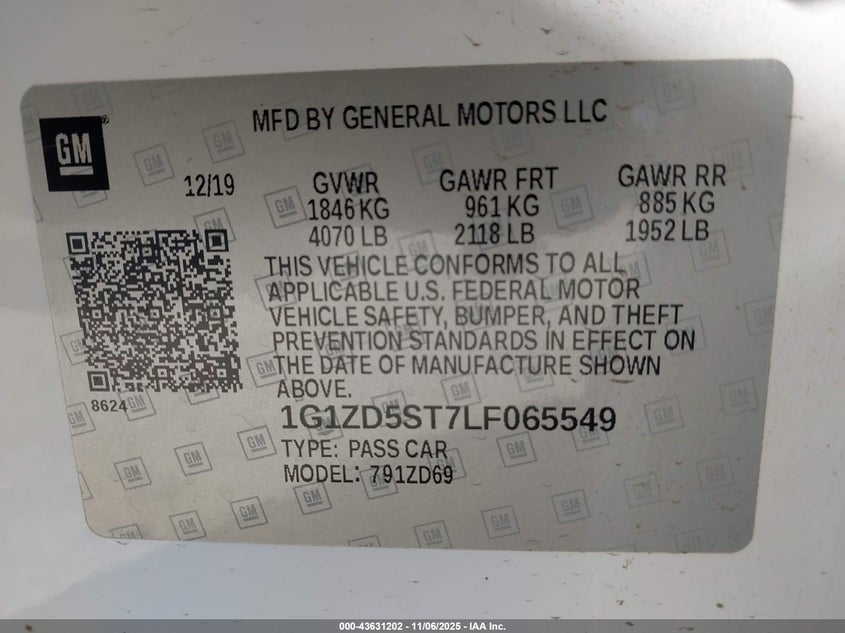 MFD BY GENERAL MOTORS LLC
GM
12/19 GVWR GAWR FRT GAWR RR
1846 KG 961 KG 885 KG
4070 LB 2118 LB 1952 LB
THIS VEHICLE CONFORMS TO ALL
APPLICABLE U.S. FEDERAL MOTOR
VEHICLE SAFETY, BUMPER, AND THEFT
PREVENTION STANDARDS IN EFFECT ON
THE DATE OF MANUFACTURE SHOWN
ABOVE.
8624
1G1ZD5ST7LF065549
TYPE: PASS CAR
MODEL: 791ZD69
000-43631202 - 11/06/2025 - IAA Inc.